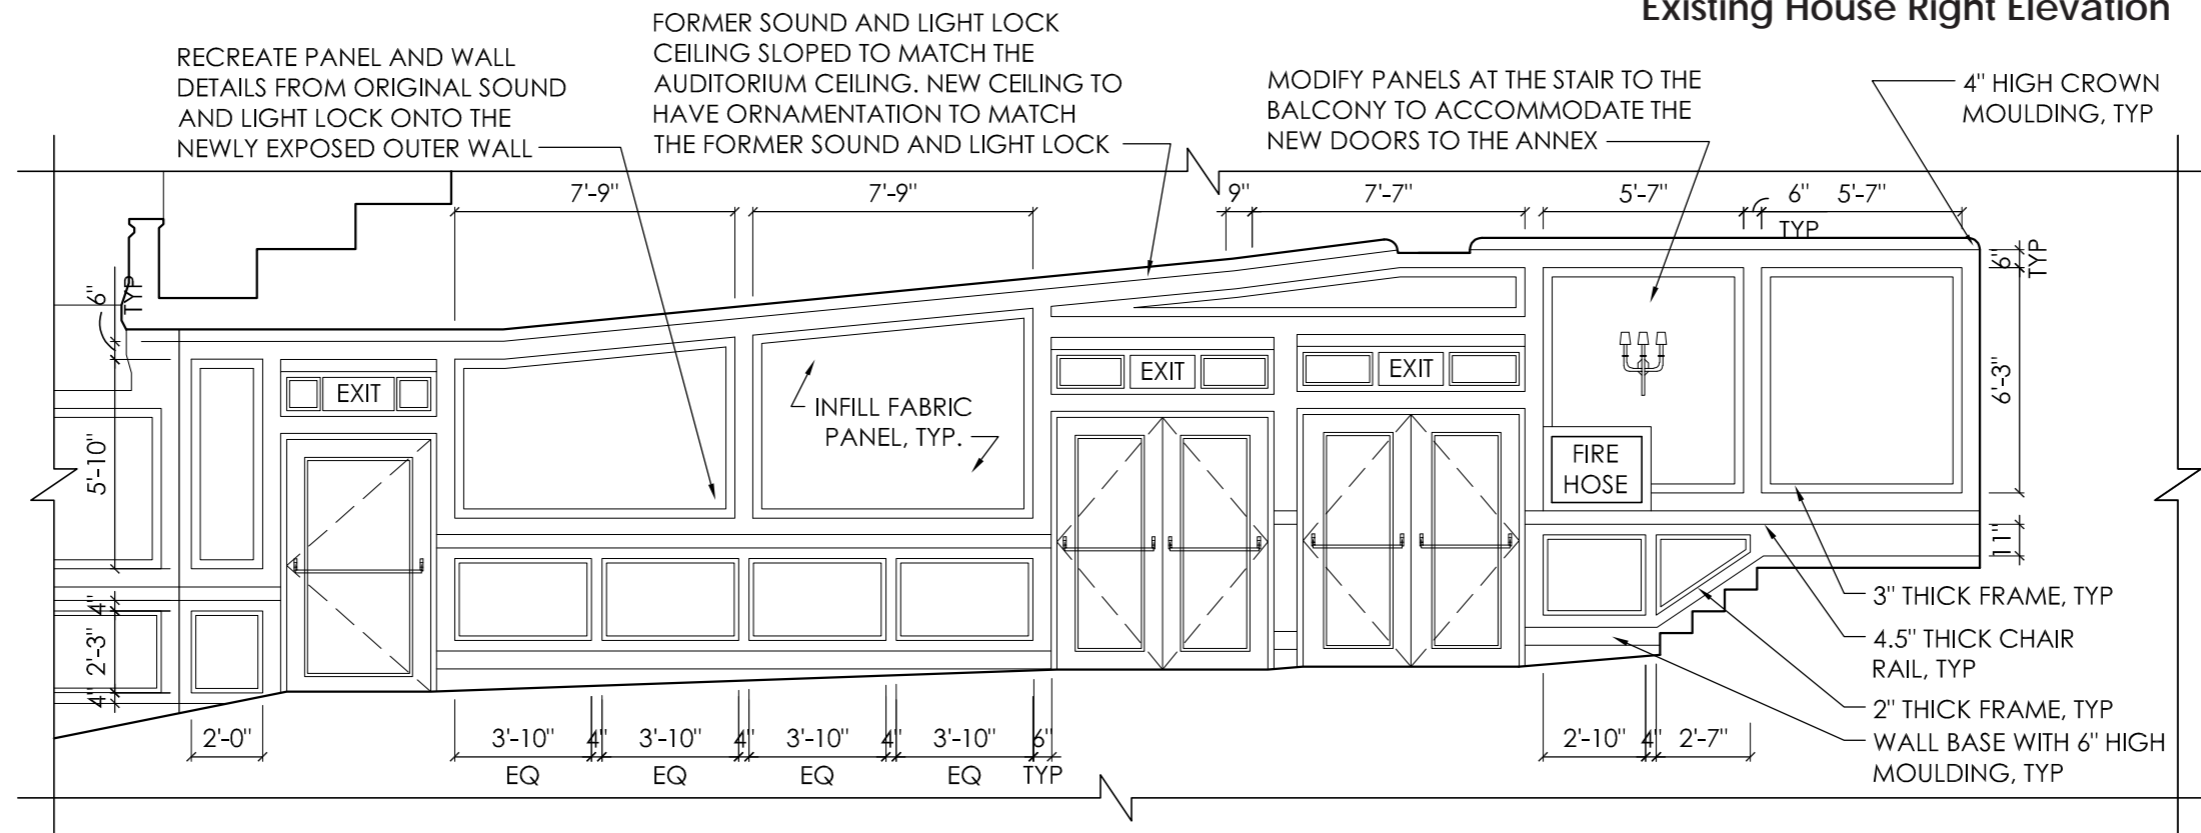 Existing House Right Elevation
FORMER SOUND AND LIGHT LOCK
CEILING SLOPED TO MATCH THE
AUDITORIUM CEILING. NEW CEILING TO
HAVE ORNAMENTATION TO MATCH
THE FORMER SOUND AND LIGHT LOCK
RECREATE PANEL AND WALL
DETAILS FROM ORIGINAL SOUND
AND LIGHT LOCK ONTO THE
NEWLY EXPOSED OUTER WALL
MODIFY PANELS AT THE STAIR TO THE
BALCONY TO ACCOMMODATE THE
NEW DOORS TO THE ANNEX
4" HIGH CROWN
MOULDING, TYP
7'-9"
7'-9"
9"
7'-7"
5'-7"
6"
TYP
5'-7"
6"
TYP
6"
TYP
6'-3"
11"
5'-10"
4"
2'-3"
4"
EXIT
EXIT
EXIT
INFILL FABRIC
PANEL, TYP.
FIRE
HOSE
3" THICK FRAME, TYP
4.5" THICK CHAIR
RAIL, TYP
2" THICK FRAME, TYP
WALL BASE WITH 6" HIGH
MOULDING, TYP
2'-0"
3'-10"
EQ
4"
3'-10"
EQ
4"
3'-10"
EQ
4"
3'-10"
EQ
6"
TYP
2'-10"
4"
2'-7"